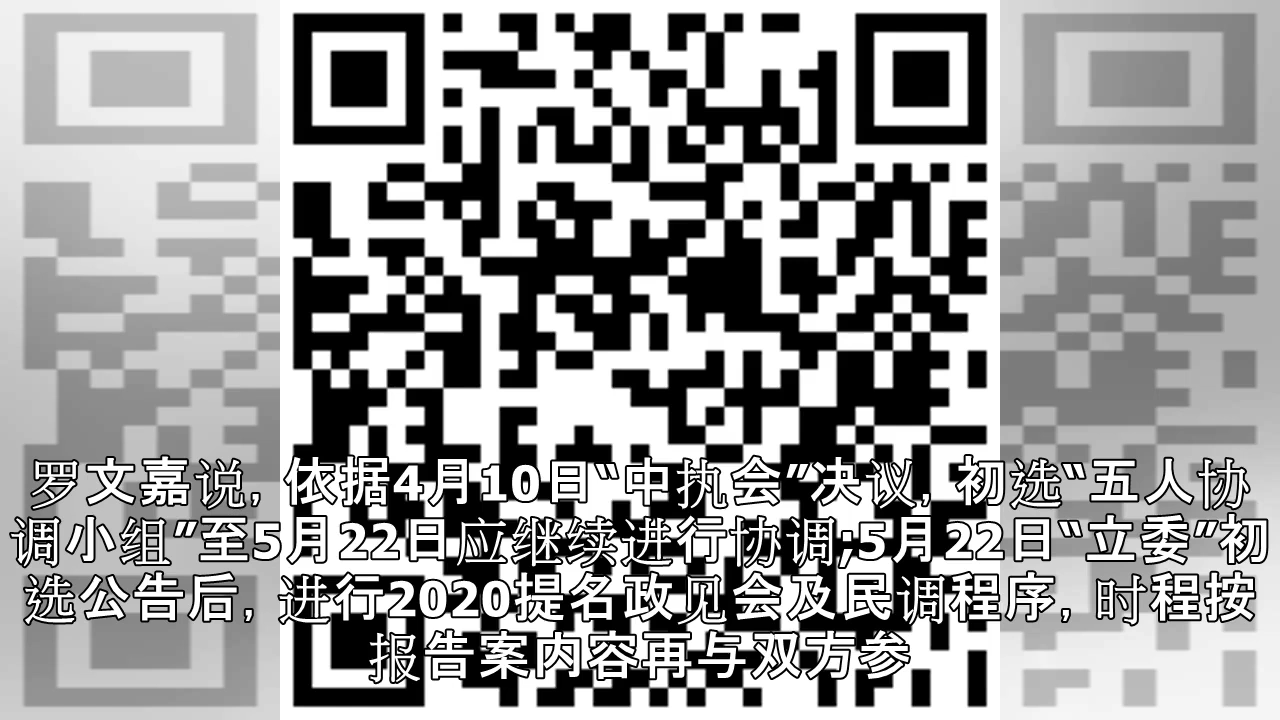 罗文嘉说, 依据4月10日“中执会”决议, 初选“五人协
调小组”至5月22日应继续进行协调;5月22日“立委”初
选公告后, 进行2020提名政见会及民调程序, 时程按
报告案内容再与双方参